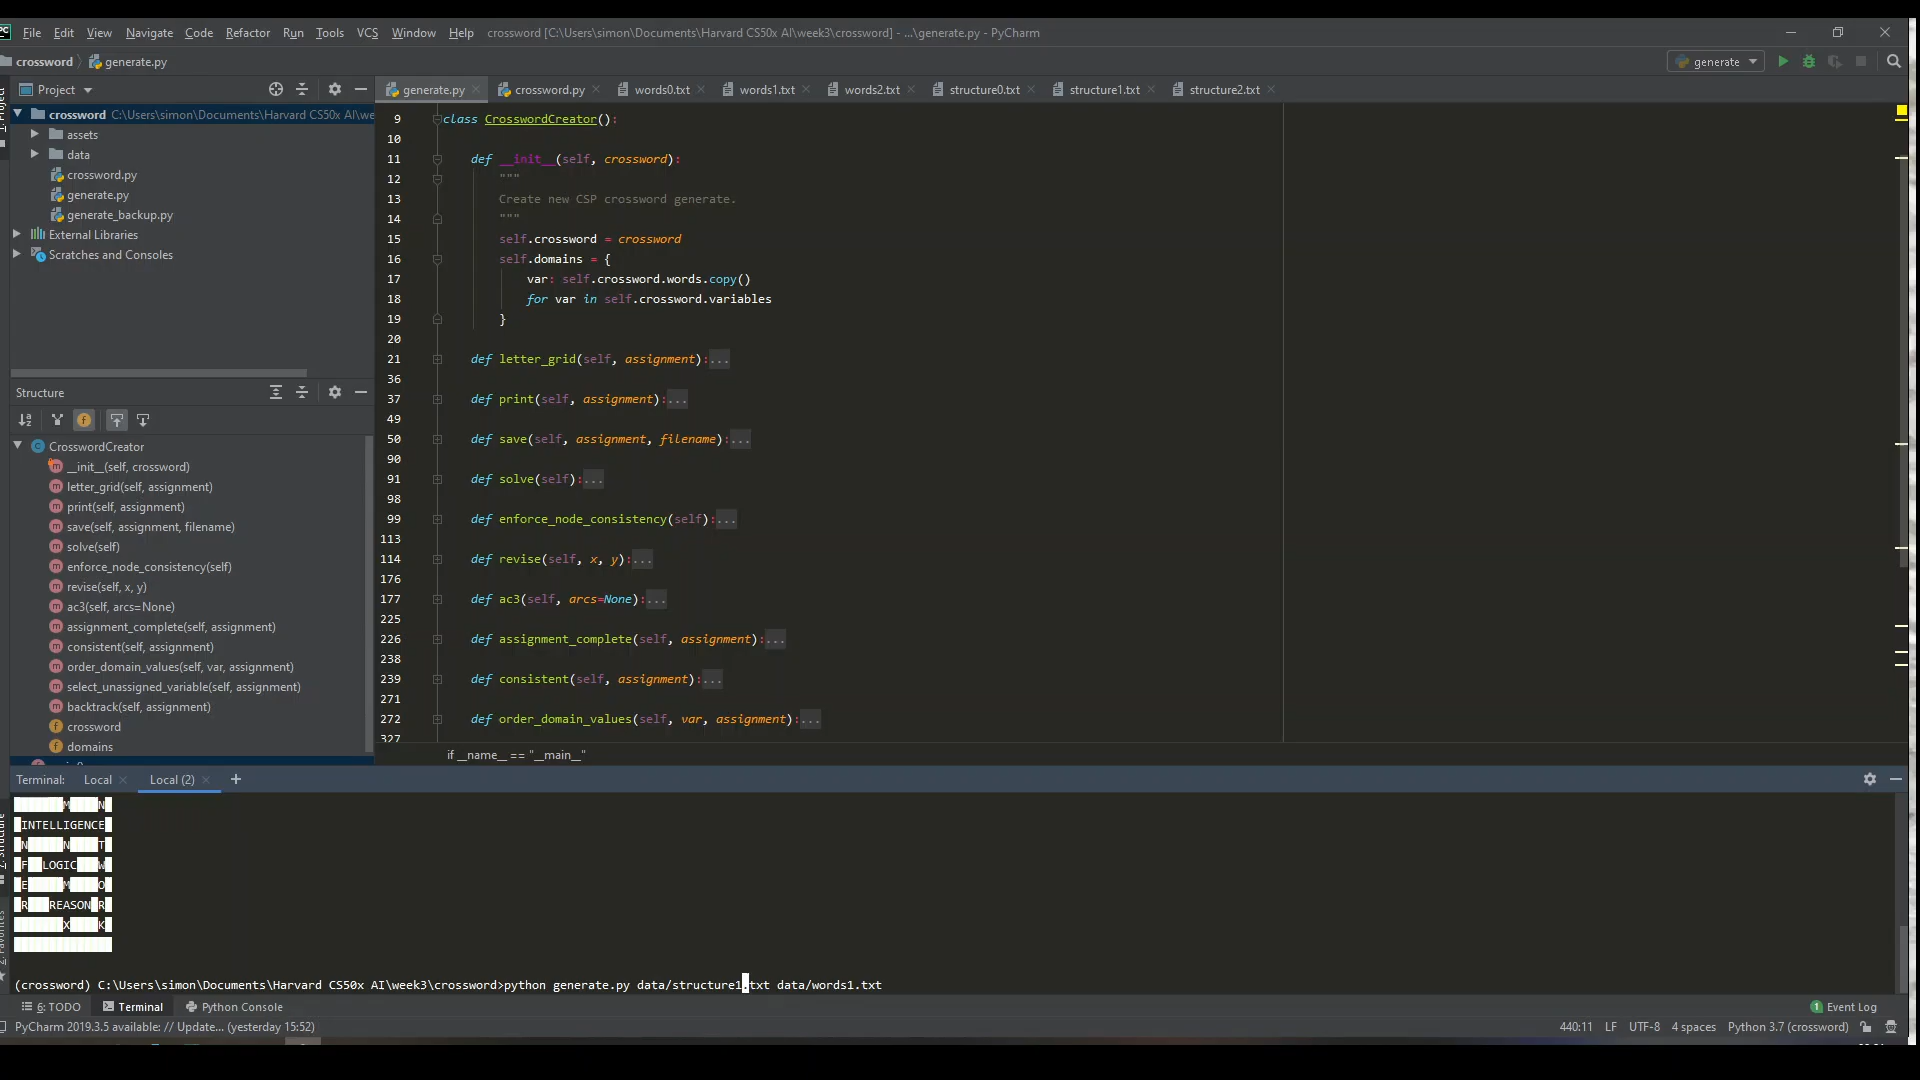 File Edit View Navigate Code Refactor Run Tools VCS Window Help crossword [C:\Users\simon\Documents\Harvard CS50x AI\week3\crossword] - ...\generate.py - PyCharm
crossword generate.py generate
Project generate.py crossword.py words0.txt words1.txt words2.txt structure0.txt structure1.txt structure2.txt
crossword C:\Users\simon\Documents\Harvard CS50x AI\we
assets
data
crossword.py
generate.py
generate_backup.py
External Libraries
Scratches and Consoles
Structure
CrosswordCreator
__init__(self, crossword)
letter_grid(self, assignment)
print(self, assignment)
save(self, assignment, filename)
solve(self)
enforce_node_consistency(self)
revise(self, x, y)
ac3(self, arcs=None)
assignment_complete(self, assignment)
consistent(self, assignment)
order_domain_values(self, var, assignment)
select_unassigned_variable(self, assignment)
backtrack(self, assignment)
crossword
domains
9 class CrosswordCreator():
10
11 def __init__(self, crossword):
12 """
13 Create new CSP crossword generate.
14 """
15 self.crossword = crossword
16 self.domains = {
17 var: self.crossword.words.copy()
18 for var in self.crossword.variables
19 }
20
21 def letter_grid(self, assignment):...
36
37 def print(self, assignment):...
49
50 def save(self, assignment, filename):...
90
91 def solve(self):...
98
99 def enforce_node_consistency(self):...
113
114 def revise(self, x, y):...
176
177 def ac3(self, arcs=None):...
225
226 def assignment_complete(self, assignment):...
238
239 def consistent(self, assignment):...
271
272 def order_domain_values(self, var, assignment):...
327
if __name__ == "__main__"
Terminal: Local Local (2) +
M N
INTELLIGENCE
N N T
F LOGIC W
E M O
R REASON R
X K
(crossword) C:\Users\simon\Documents\Harvard CS50x AI\week3\crossword>python generate.py data/structure1.txt data/words1.txt
6: TODO Terminal Python Console 1 Event Log
PyCharm 2019.3.5 available: // Update... (yesterday 15:52) 440:11 LF UTF-8 4 spaces Python 3.7 (crossword)